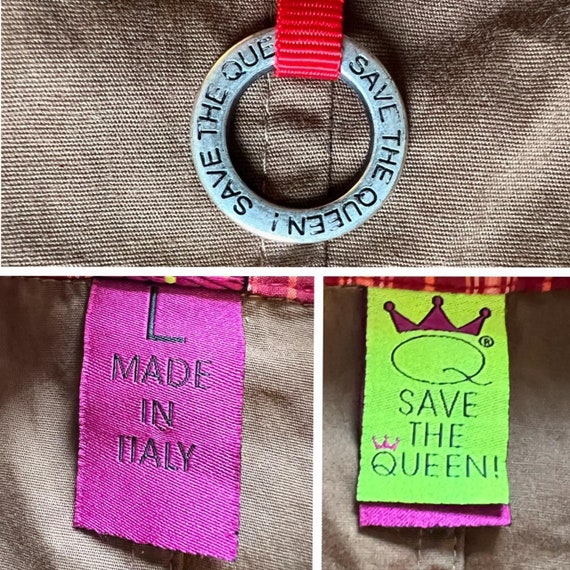 SAVE THE QUEEN! SAVE THE QUE
L
MADE
IN
ITALY
Q®
SAVE
THE
QUEEN!